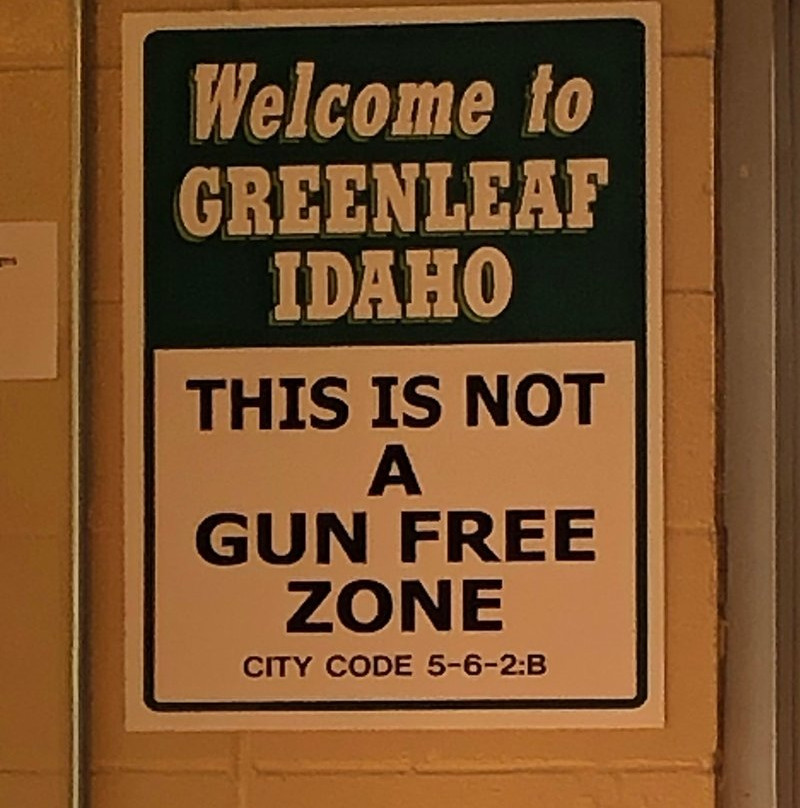 Welcome to
GREENLEAF
IDAHO
THIS IS NOT
A
GUN FREE
ZONE
CITY CODE 5-6-2:B